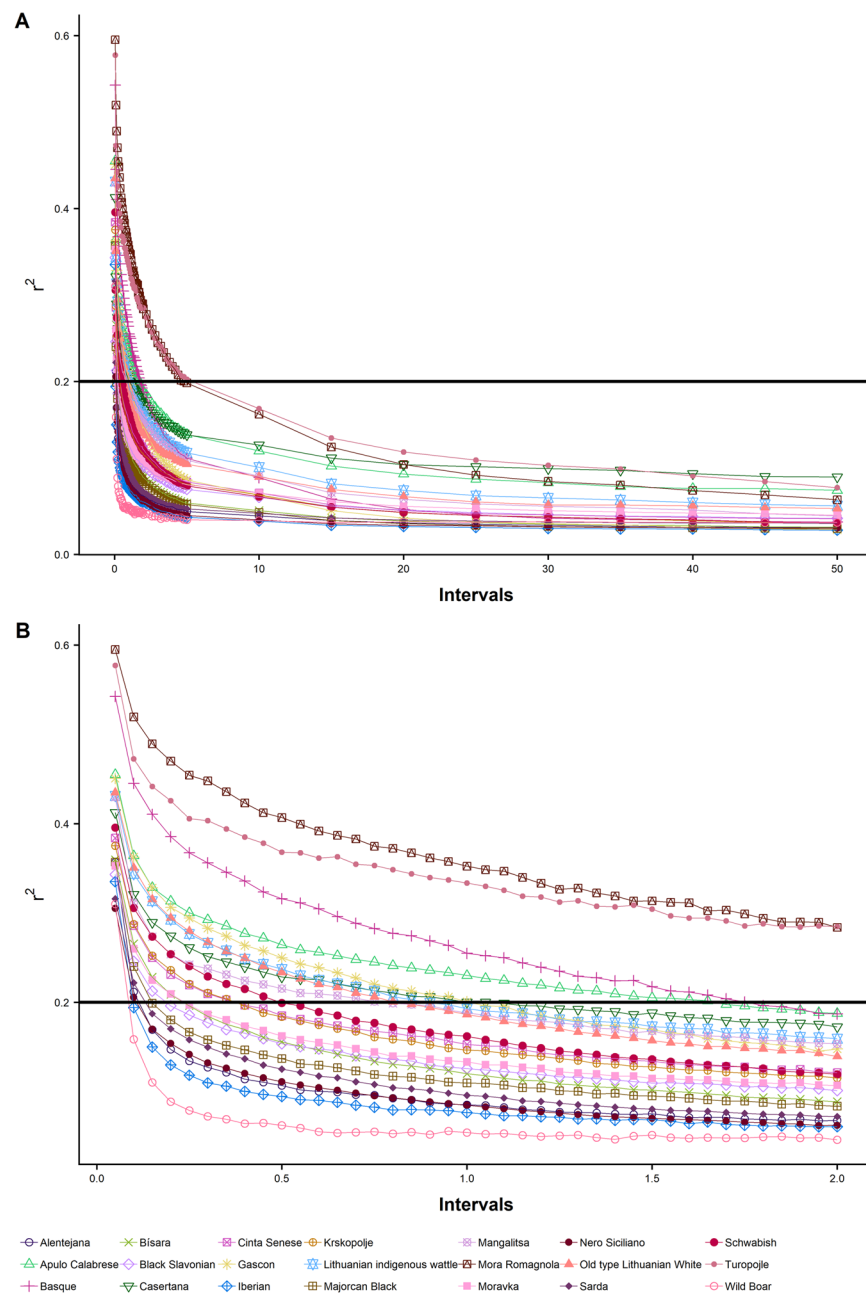 A
0.6
0.4
r2
0.2
0.0
0 10 20 30 40 50
Intervals
B
0.6
0.4
r2
0.2
0.0 0.5 1.0 1.5 2.0
Intervals
Alentejana Bísara Cinta Senese Krskopolje Mangalitsa Nero Siciliano Schwabish
Apulo Calabrese Black Slavonian Gascon Lithuanian indigenous wattle Mora Romagnola Old type Lithuanian White Turopojle
Basque Casertana Iberian Majorcan Black Moravka Sarda Wild Boar